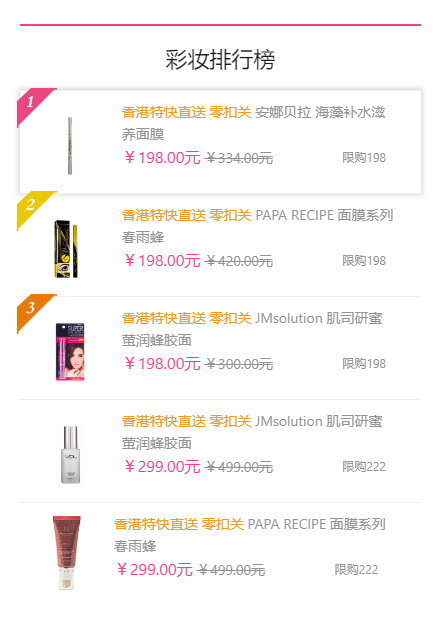 彩妆排行榜
1
香港特快直送 零扣关 安娜贝拉 海藻补水滋
养面膜
￥198.00元 ￥334.00元 限购198
2
香港特快直送 零扣关 PAPA RECIPE 面膜系列
春雨蜂
￥198.00元 ￥420.00元 限购198
3
SUPER
香港特快直送 零扣关 JMsolution 肌司研蜜
萤润蜂胶面
￥198.00元 ￥300.00元 限购198
VDL
香港特快直送 零扣关 JMsolution 肌司研蜜
萤润蜂胶面
￥299.00元 ￥499.00元 限购222
香港特快直送 零扣关 PAPA RECIPE 面膜系列
春雨蜂
￥299.00元 ￥499.00元 限购222